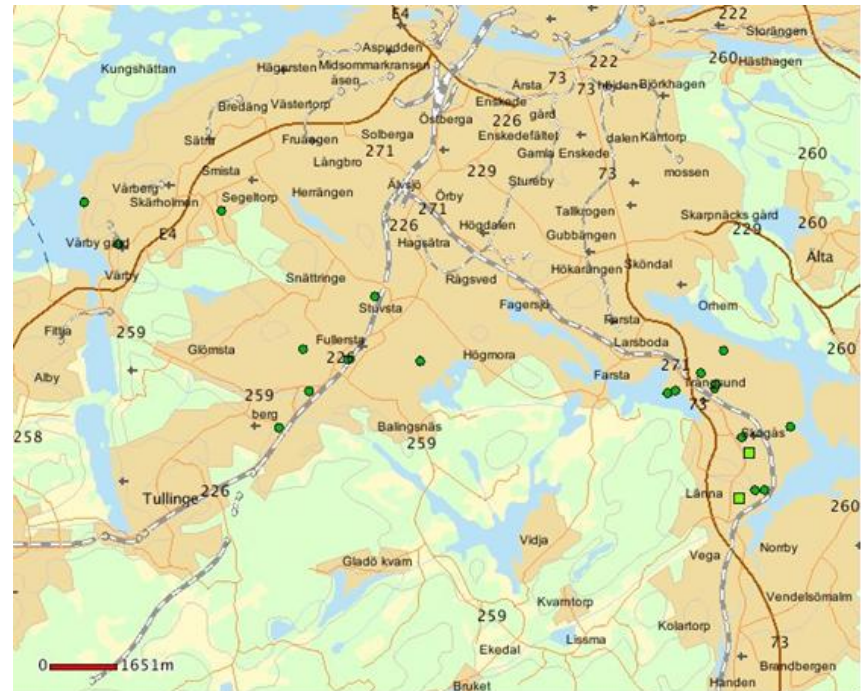 E4
222
Storängen
Aspudden
Kungshättan
Hägersten
Midsommarkransen
åsen
222
260
Hästhagen
Årsta
73
73
Björkhagen
Bredäng
Västertorp
Enskede
gård
Östberga
226
Sätra
Fruängen
Solberga
Enskedefältet
dalen
Kärrtorp
Långbro
271
Gamla Enskede
260
Smista
229
73
mossen
Vårberg
Segeltorp
Herrängen
Älvsjö
Örby
Stureby
Skärholmen
271
Tallkrogen
Skarpnäcks gård
260
226
Högdalen
229
Vårby gård
E4
Hagsätra
Gubbängen
Älta
Vårby
Snättringe
Rågsved
Hökarängen
Sköndal
Stuvsta
Fagersjö
Orhem
Fittja
259
Farsta
Fullersta
Larsboda
260
Glömsta
226
Högmora
271
Alby
Farsta
Trångsund
259
73
berg
Balingsnäs
258
259
Skogås
Tullinge
226
Länna
260
Vidja
Gladö kvarn
Vega
Norrby
Kvarntorp
Vendelsömalm
259
Kolartorp
Lissma
73
Ekedal
0
1651m
Brandbergen
Bruket
Handen